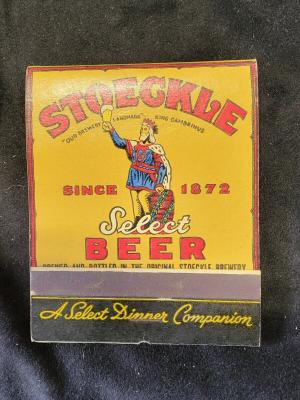 STOECKLE
"OUR BREWERY LANDMARK" KING GAMBRINUS
SINCE 1872
Select
BEER
BREWED AND BOTTLED IN THE ORIGINAL STOECKLE BREWERY
A Select Dinner Companion